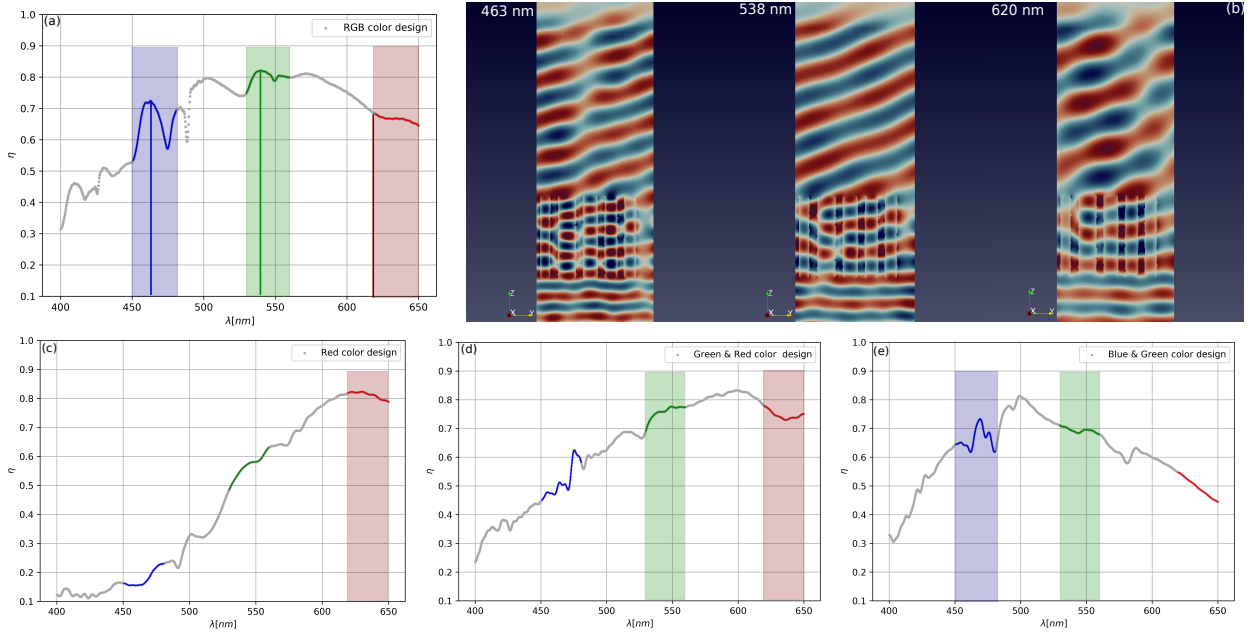 (a)
RGB color design
1.0
0.9
0.8
0.7
0.6
0.5
0.4
0.3
0.2
0.1
η
400 450 500 550 600 650
λ[nm]
463 nm 538 nm 620 nm (b)
Z X Y
Z X Y
Z X Y
(c)
Red color design
1.0
0.9
0.8
0.7
0.6
0.5
0.4
0.3
0.2
0.1
η
400 450 500 550 600 650
λ[nm]
(d)
Green & Red color design
1.0
0.9
0.8
0.7
0.6
0.5
0.4
0.3
0.2
0.1
η
400 450 500 550 600 650
λ[nm]
(e)
Blue & Green color design
1.0
0.9
0.8
0.7
0.6
0.5
0.4
0.3
0.2
0.1
η
400 450 500 550 600 650
λ[nm]